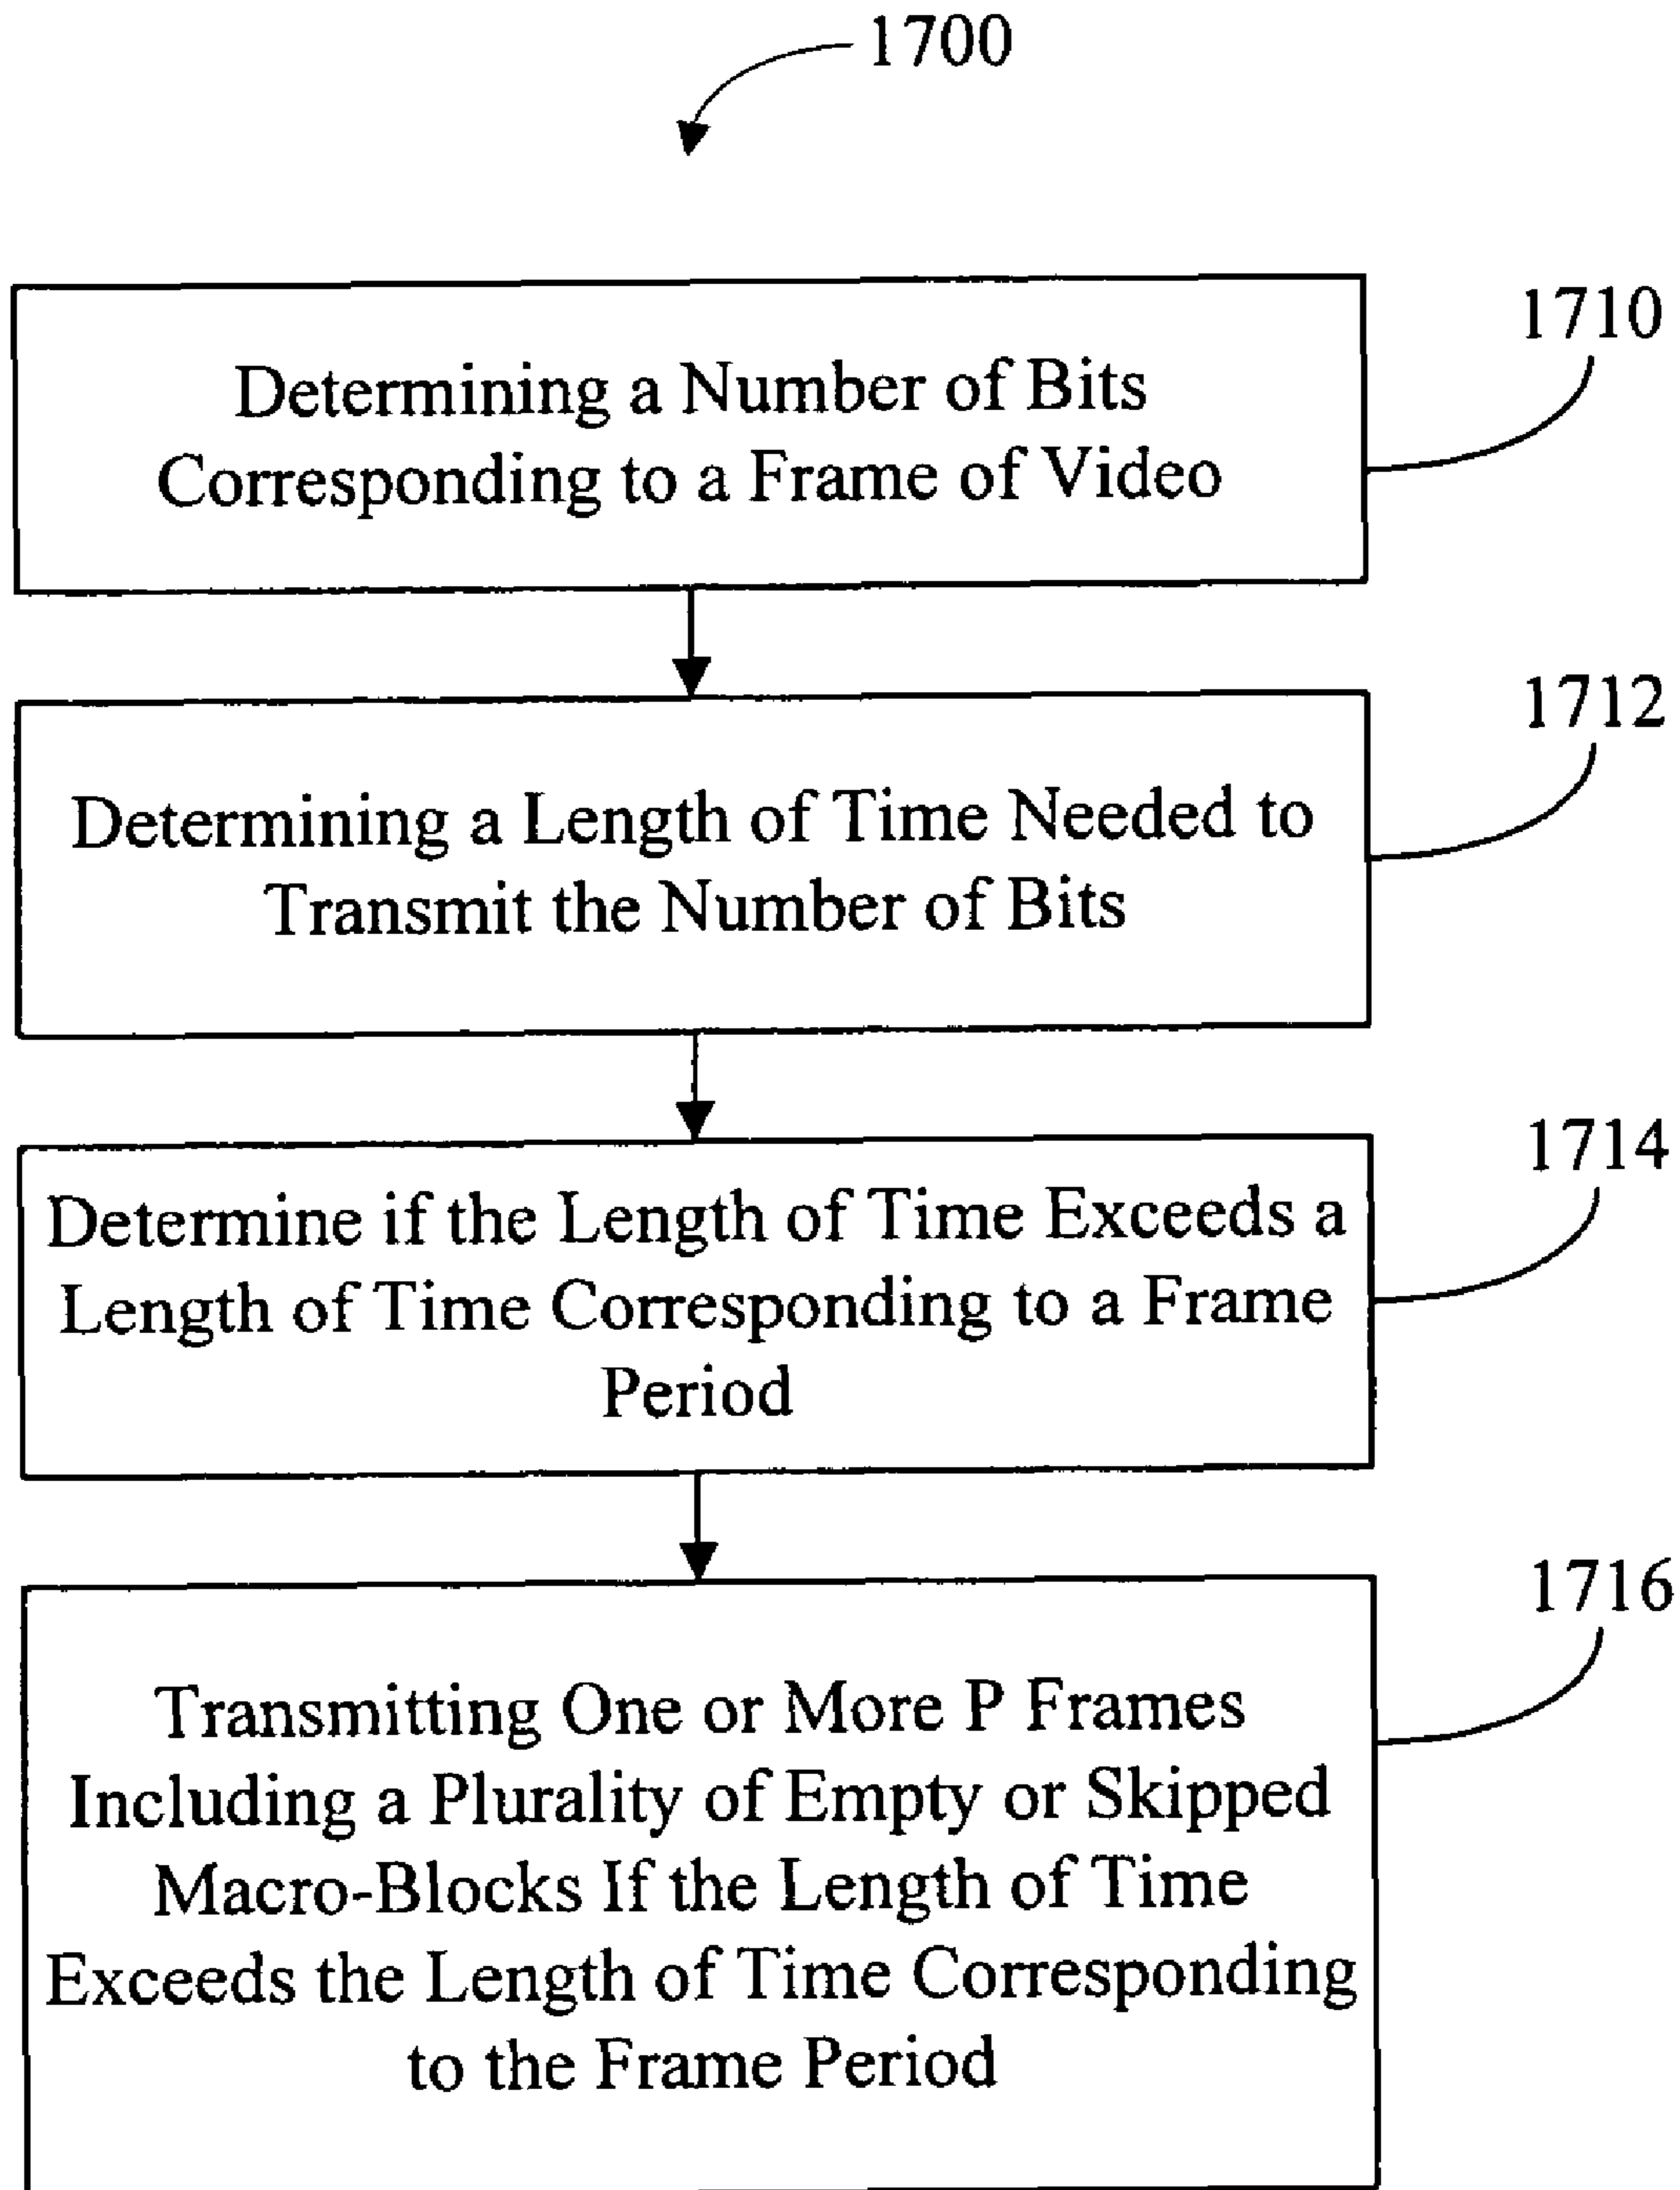 1700
1710
Determining a Number of Bits
Corresponding to a Frame of Video
1712
Determining a Length of Time Needed to
Transmit the Number of Bits
1714
Determine if the Length of Time Exceeds a
Length of Time Corresponding to a Frame
Period
1716
Transmitting One or More P Frames
Including a Plurality of Empty or Skipped
Macro-Blocks If the Length of Time
Exceeds the Length of Time Corresponding
to the Frame Period